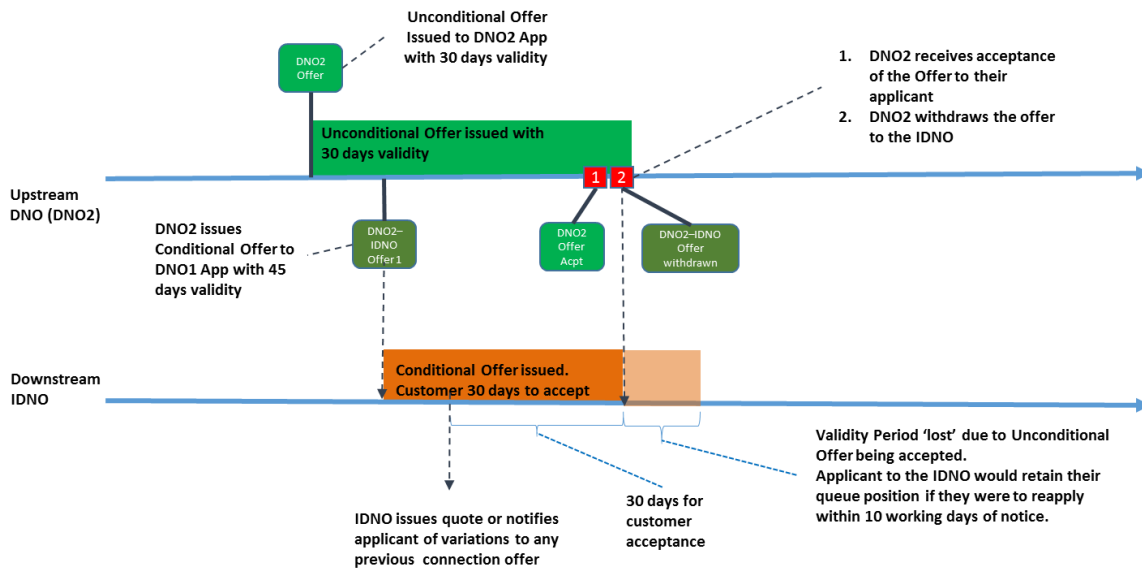 Unconditional Offer
Issued to DNO2 App
with 30 days validity
DNO2
Offer
1. DNO2 receives acceptance
of the Offer to their
applicant
2. DNO2 withdraws the offer
to the IDNO
Unconditional Offer issued with
30 days validity
1
2
Upstream
DNO (DNO2)
DNO2 issues
Conditional Offer to
DNO1 App with 45
days validity
DNO2–
IDNO
Offer 1
DNO2
Offer
Acpt
DNO2–IDNO
Offer
withdrawn
Downstream
IDNO
Conditional Offer issued.
Customer 30 days to accept
Validity Period ‘lost’ due to Unconditional
Offer being accepted.
Applicant to the IDNO would retain their
queue position if they were to reapply
within 10 working days of notice.
30 days for
customer
acceptance
IDNO issues quote or notifies
applicant of variations to any
previous connection offer